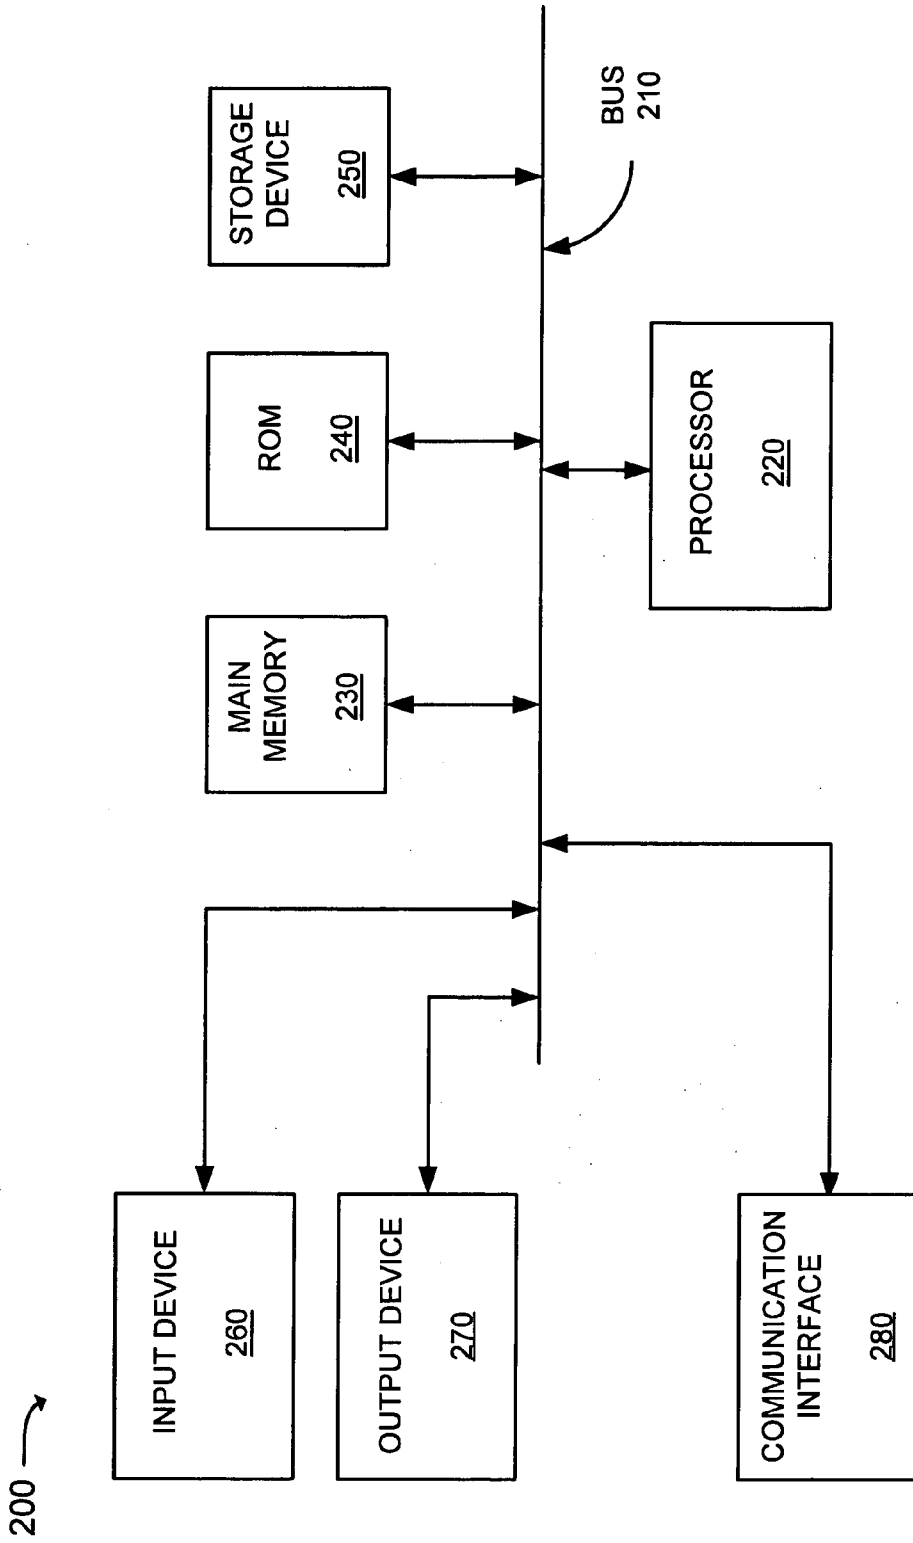 200
INPUT DEVICE
260
OUTPUT DEVICE
270
COMMUNICATION
INTERFACE
280
MAIN
MEMORY
230
ROM
240
STORAGE
DEVICE
250
PROCESSOR
220
BUS
210